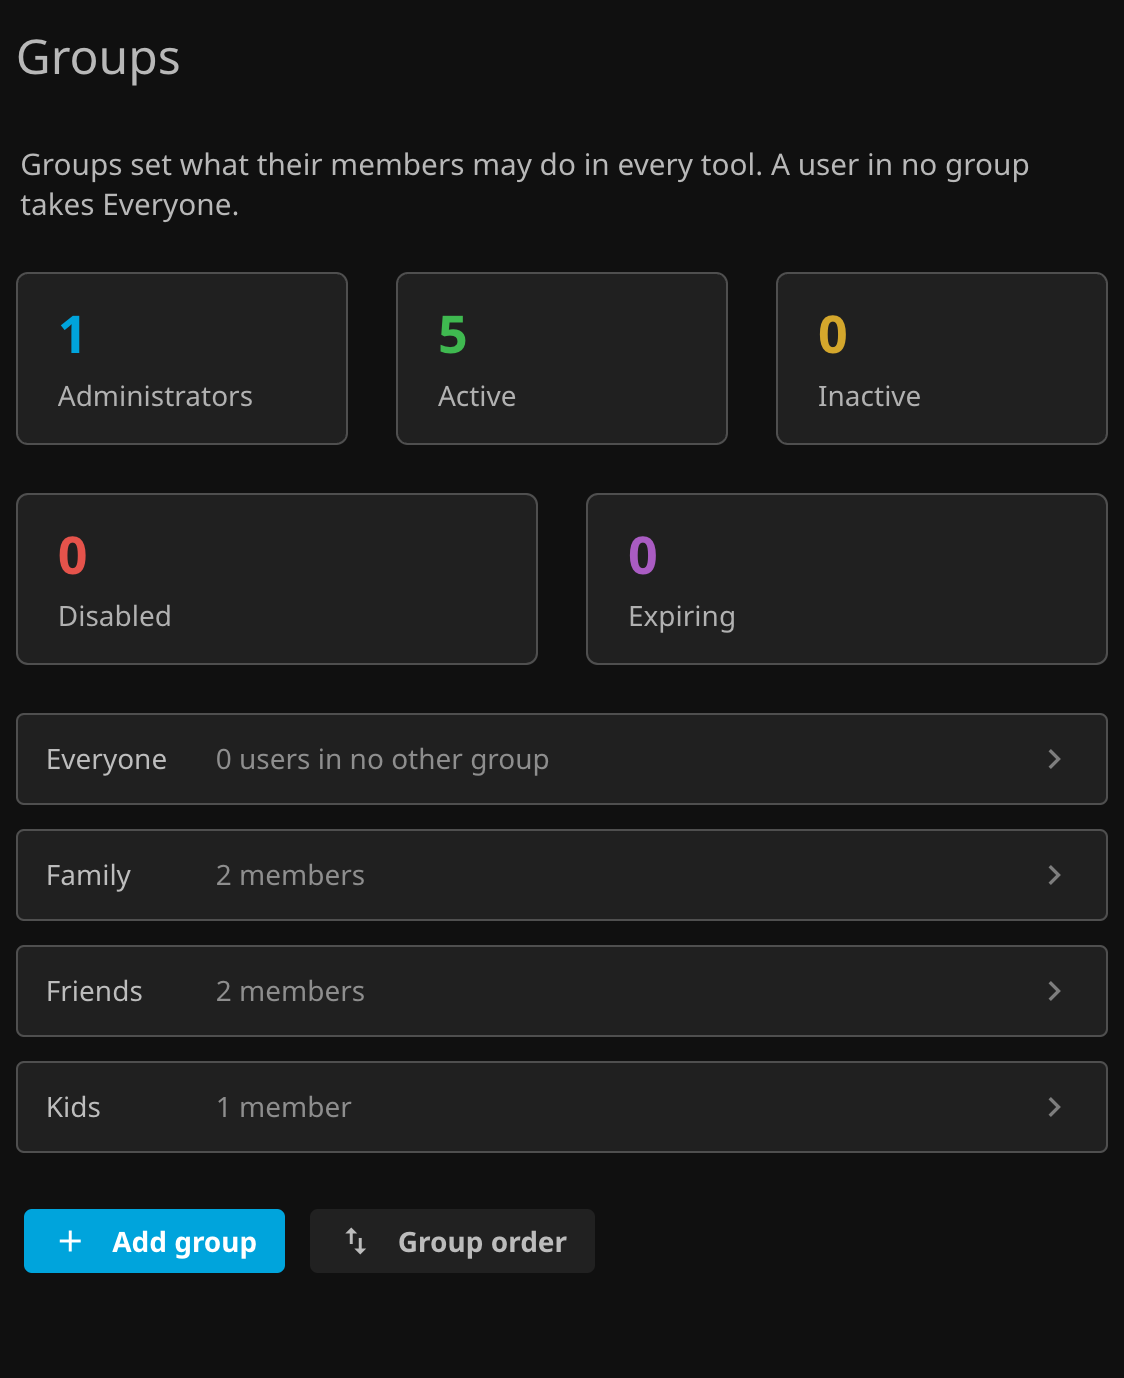 Groups
Groups set what their members may do in every tool. A user in no group
takes Everyone.
1
Administrators
5
Active
0
Inactive
0
Disabled
0
Expiring
Everyone 0 users in no other group
Family 2 members
Friends 2 members
Kids 1 member
Add group
Group order